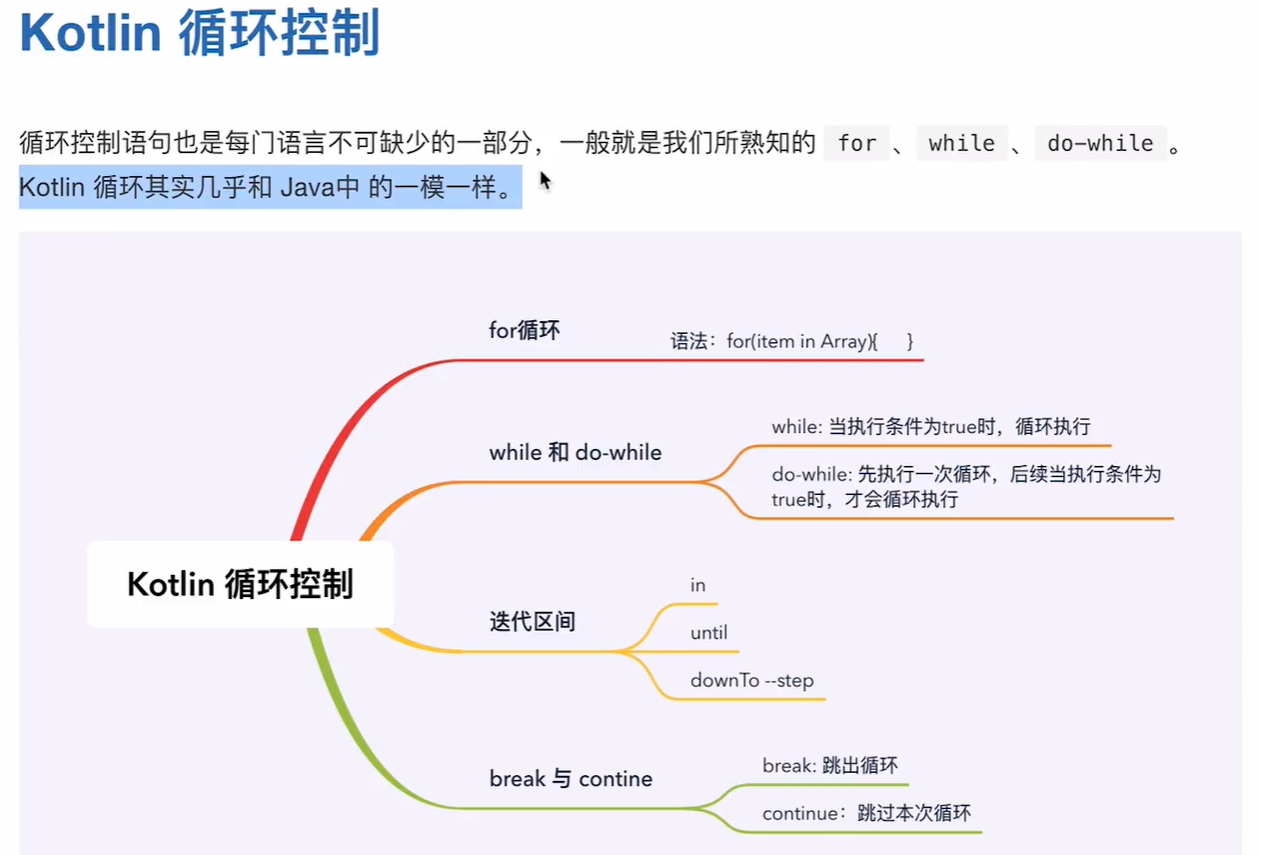 Kotlin 循环控制
循环控制语句也是每门语言不可缺少的一部分，一般就是我们所熟知的 for 、 while 、 do-while 。
Kotlin 循环其实几乎和 Java中 的一模一样。
for循环
语法：for(item in Array){ }
while 和 do-while
while: 当执行条件为true时，循环执行
do-while: 先执行一次循环，后续当执行条件为
true时，才会循环执行
Kotlin 循环控制
迭代区间
in
until
downTo --step
break 与 contine
break: 跳出循环
continue：跳过本次循环